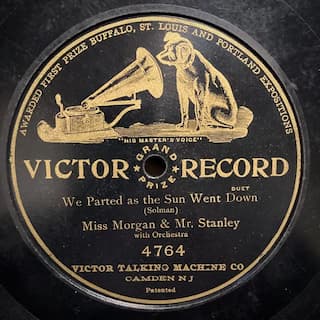 AWARDED FIRST PRIZE BUFFALO, ST. LOUIS AND PORTLAND EXPOSITIONS
"HIS MASTER'S VOICE"
VICTOR GRAND PRIZE RECORD
DUET
We Parted as the Sun Went Down
(Solman)
Miss Morgan & Mr. Stanley
with Orchestra
4764
VICTOR TALKING MACHINE CO
CAMDEN N J
Patented